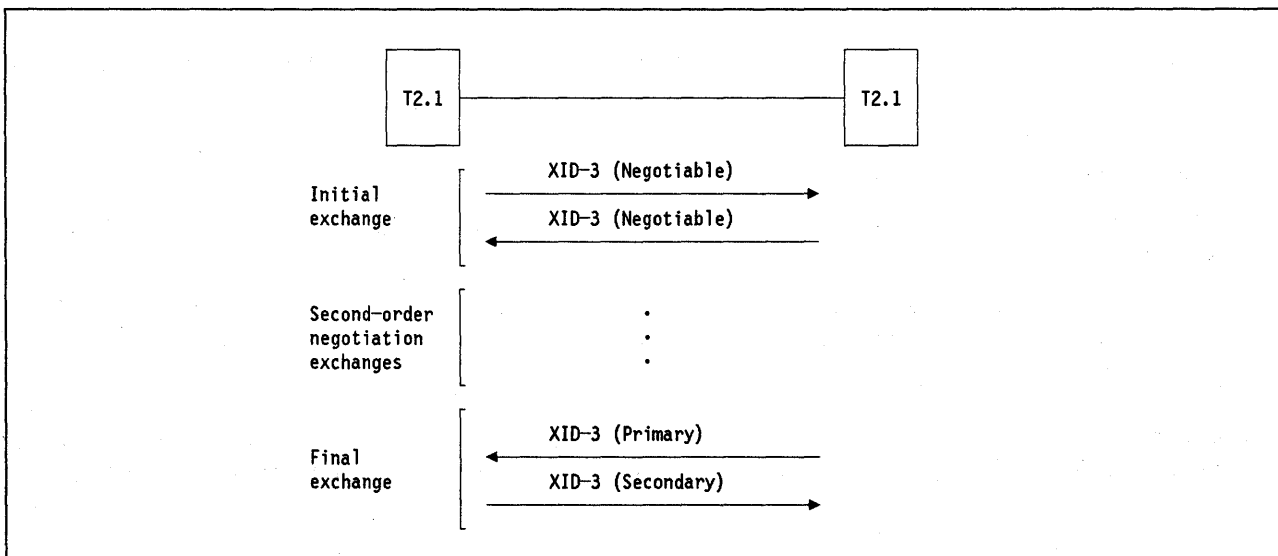 T2.1
T2.1
XID-3 (Negotiable)
Initial
exchange
XID-3 (Negotiable)
Second-order
negotiation
exchanges
XID-3 (Primary)
Final
exchange
XID-3 (Secondary)